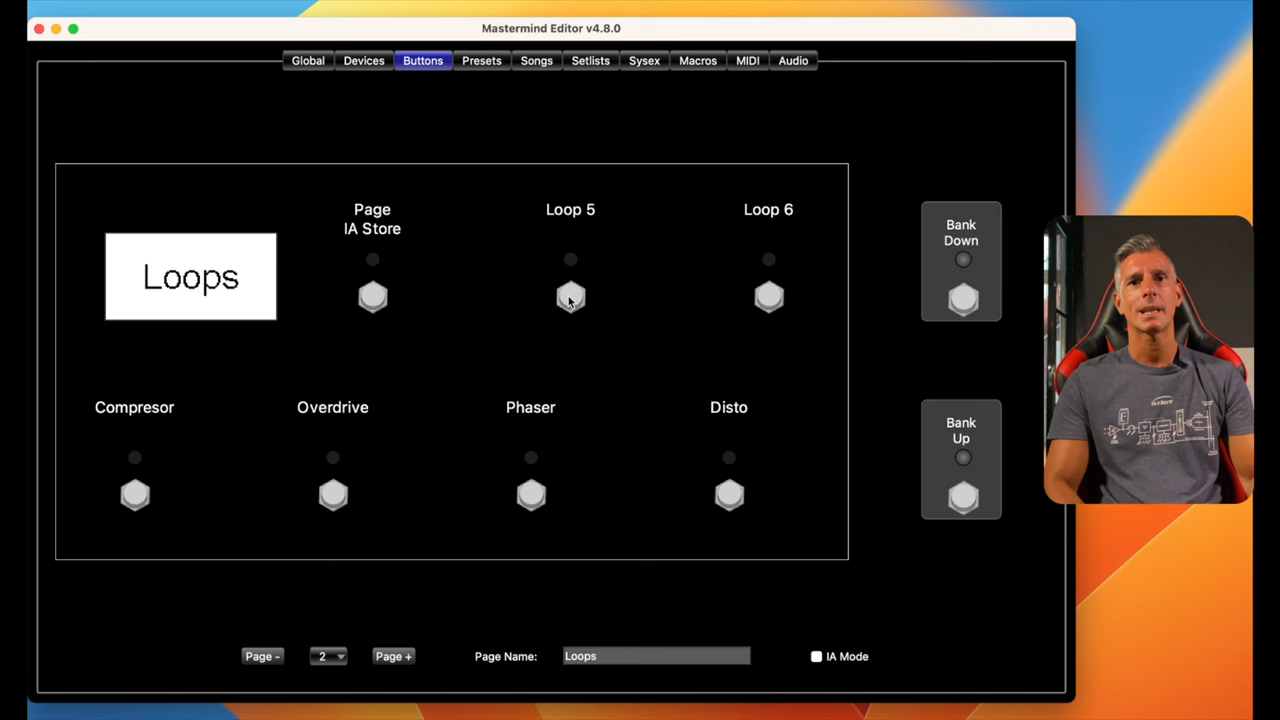 Mastermind Editor v4.8.0
Global Devices Buttons Presets Songs Setlists Sysex Macros MIDI Audio
Page
IA Store
Loop 5
Loop 6
Loops
Bank
Down
Compresor
Overdrive
Phaser
Disto
Bank
Up
audient
Page - 2 Page + Page Name: Loops IA Mode